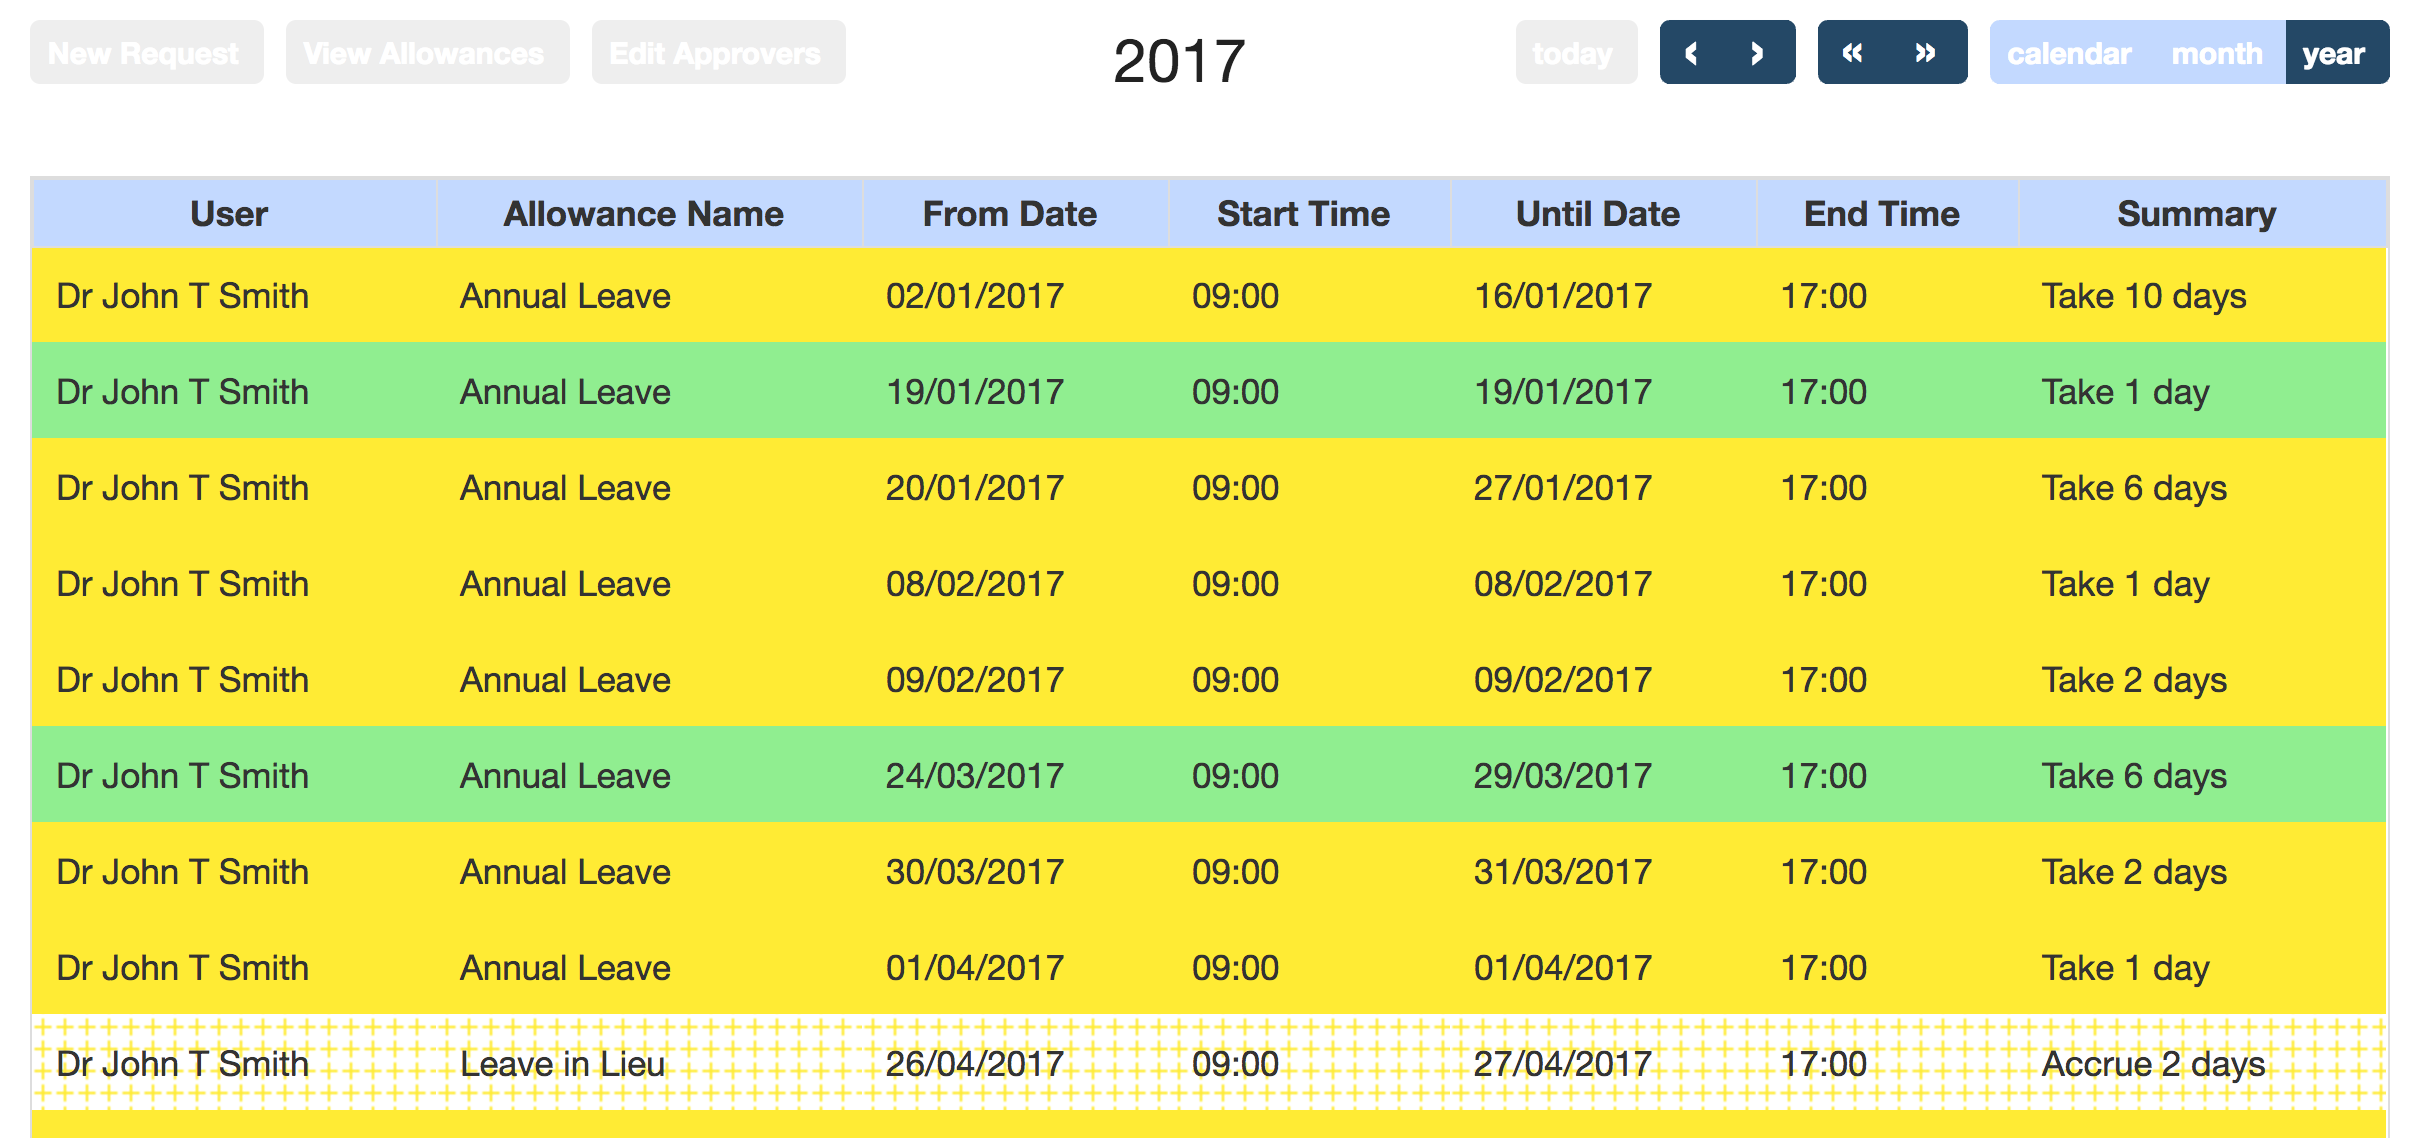 New Request View Allowances Edit Approvers 2017 today ‹ › « » calendar month year
User Allowance Name From Date Start Time Until Date End Time Summary
Dr John T Smith Annual Leave 02/01/2017 09:00 16/01/2017 17:00 Take 10 days
Dr John T Smith Annual Leave 19/01/2017 09:00 19/01/2017 17:00 Take 1 day
Dr John T Smith Annual Leave 20/01/2017 09:00 27/01/2017 17:00 Take 6 days
Dr John T Smith Annual Leave 08/02/2017 09:00 08/02/2017 17:00 Take 1 day
Dr John T Smith Annual Leave 09/02/2017 09:00 09/02/2017 17:00 Take 2 days
Dr John T Smith Annual Leave 24/03/2017 09:00 29/03/2017 17:00 Take 6 days
Dr John T Smith Annual Leave 30/03/2017 09:00 31/03/2017 17:00 Take 2 days
Dr John T Smith Annual Leave 01/04/2017 09:00 01/04/2017 17:00 Take 1 day
Dr John T Smith Leave in Lieu 26/04/2017 09:00 27/04/2017 17:00 Accrue 2 days